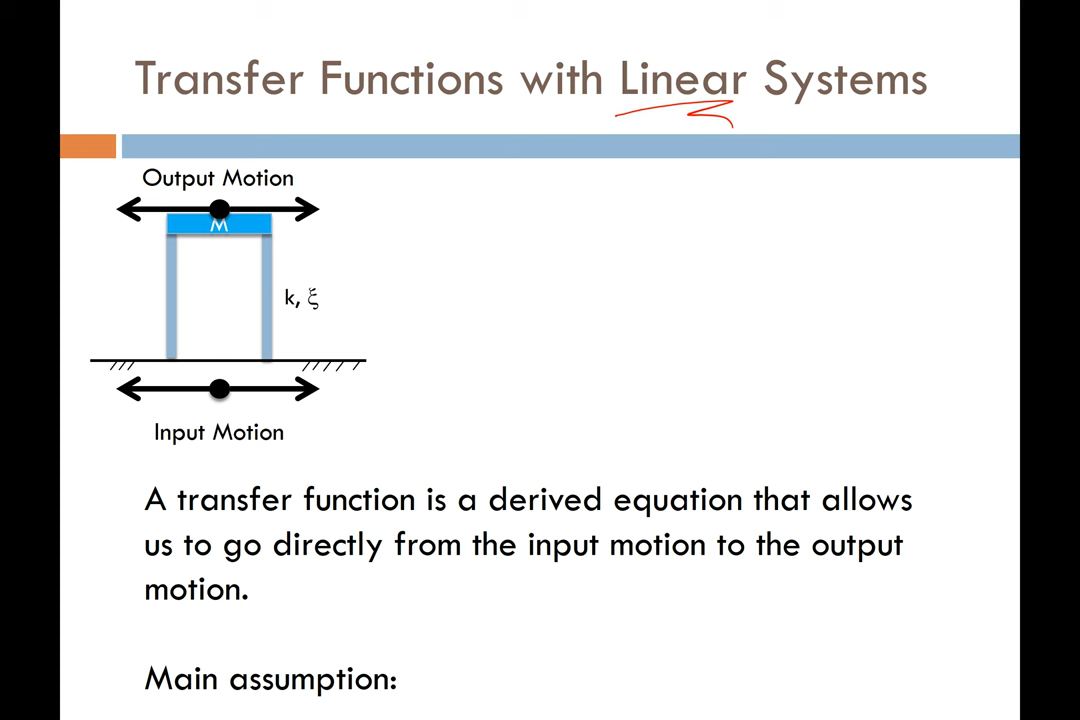 Transfer Functions with Linear Systems
Output Motion
M
k, ξ
Input Motion
A transfer function is a derived equation that allows
us to go directly from the input motion to the output
motion.
Main assumption: